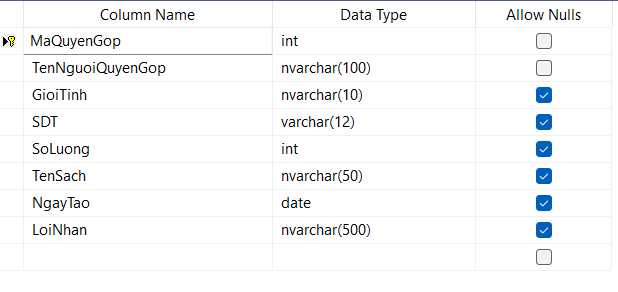 Column Name Data Type Allow Nulls
MaQuyenGop int
TenNguoiQuyenGop nvarchar(100)
GioiTinh nvarchar(10)
SDT varchar(12)
SoLuong int
TenSach nvarchar(50)
NgayTao date
LoiNhan nvarchar(500)